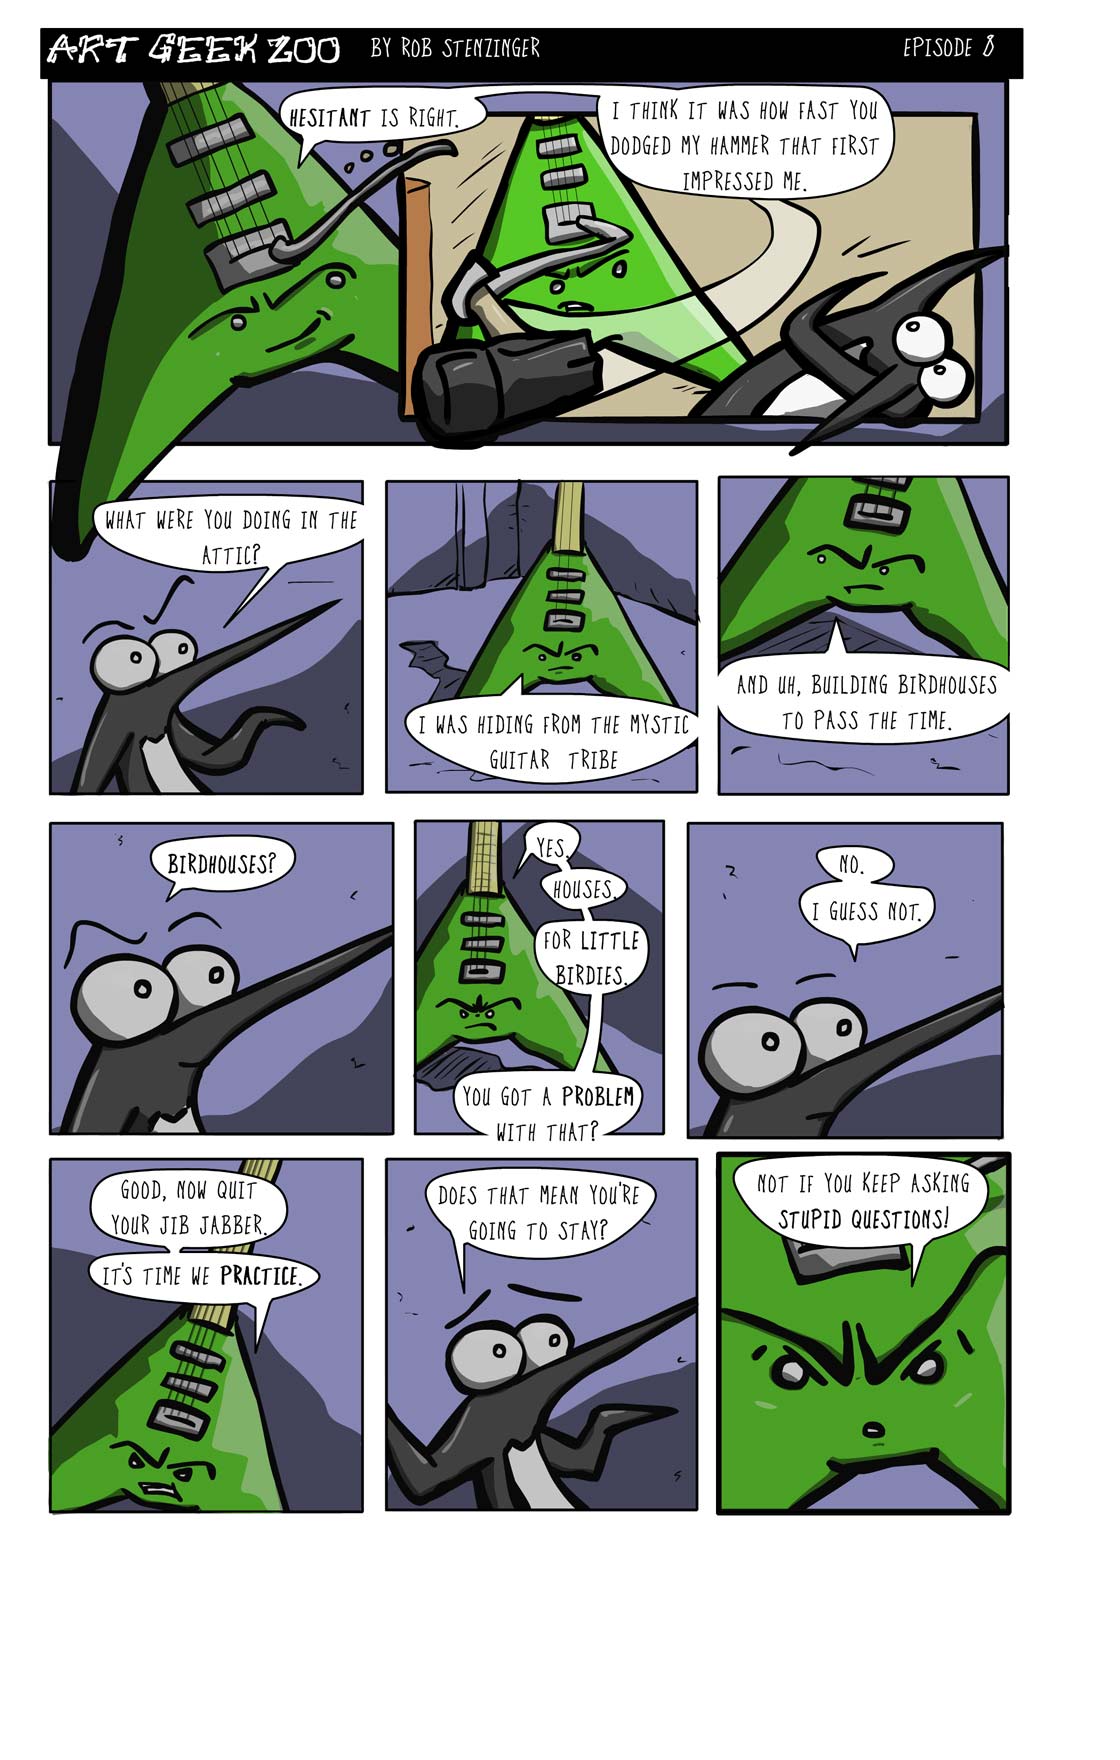 ART GEEK ZOO BY ROB STENZINGER EPISODE 8
HESITANT IS RIGHT.
I THINK IT WAS HOW FAST YOU
DODGED MY HAMMER THAT FIRST
IMPRESSED ME.
WHAT WERE YOU DOING IN THE
ATTIC?
I WAS HIDING FROM THE MYSTIC
GUITAR TRIBE
AND UH, BUILDING BIRDHOUSES
TO PASS THE TIME.
BIRDHOUSES?
YES.
HOUSES.
FOR LITTLE
BIRDIES.
YOU GOT A PROBLEM
WITH THAT?
NO.
I GUESS NOT.
GOOD, NOW QUIT
YOUR JIB JABBER.
IT'S TIME WE PRACTICE.
DOES THAT MEAN YOU'RE
GOING TO STAY?
NOT IF YOU KEEP ASKING
STUPID QUESTIONS!